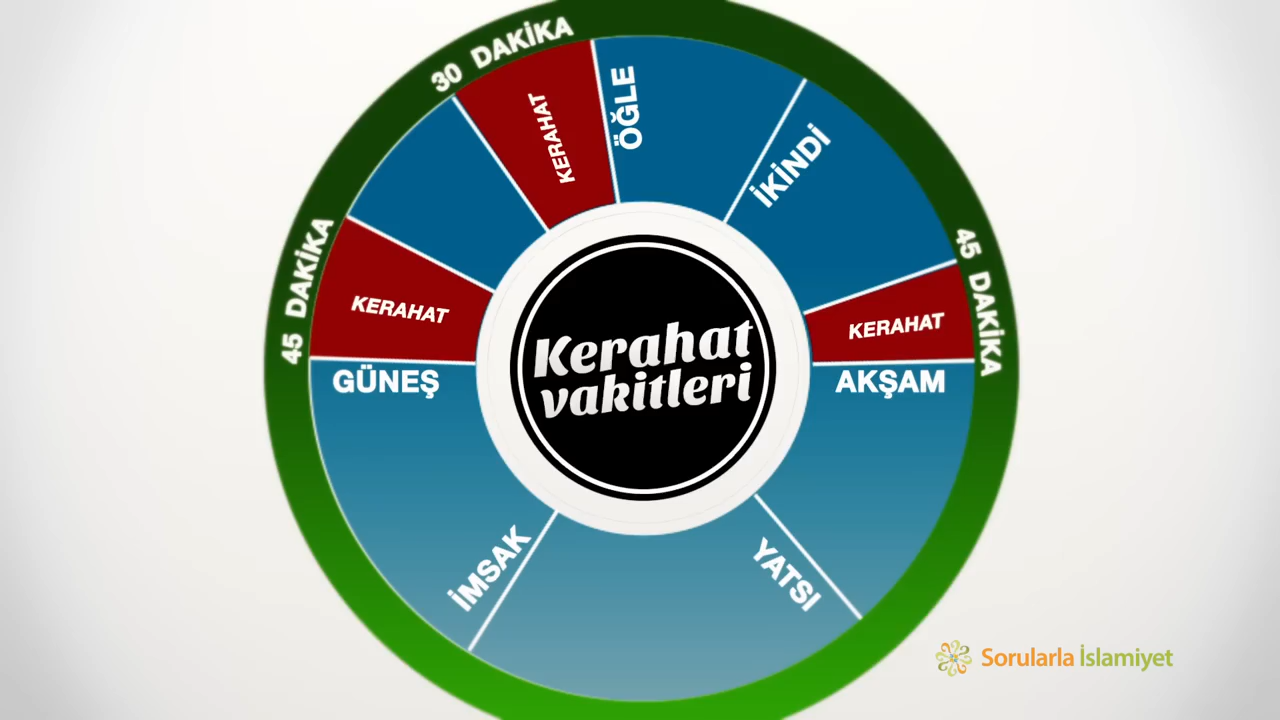 30 DAKİKA
KERAHAT
ÖĞLE
İKİNDİ
45 DAKİKA
KERAHAT
45 DAKİKA
KERAHAT
GÜNEŞ
AKŞAM
Kerahat
vakitleri
İMSAK
YATSI
Sorularla İslamiyet